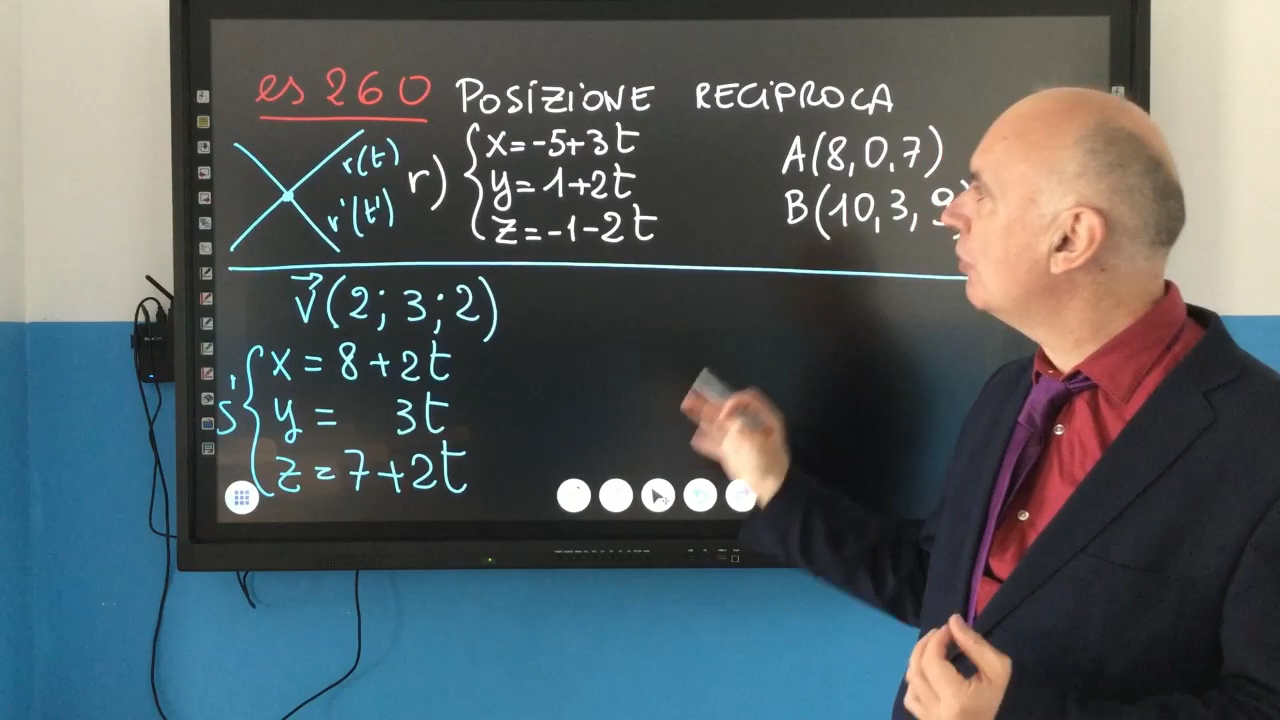 es 260 POSIZIONE RECIPROCA
r(t)
r'(t')
r) { x=-5+3t
y=1+2t
z=-1-2t
A(8,0,7)
B(10,3,9)
v(2;3;2)
s' { x=8+2t
y= 3t
z=7+2t